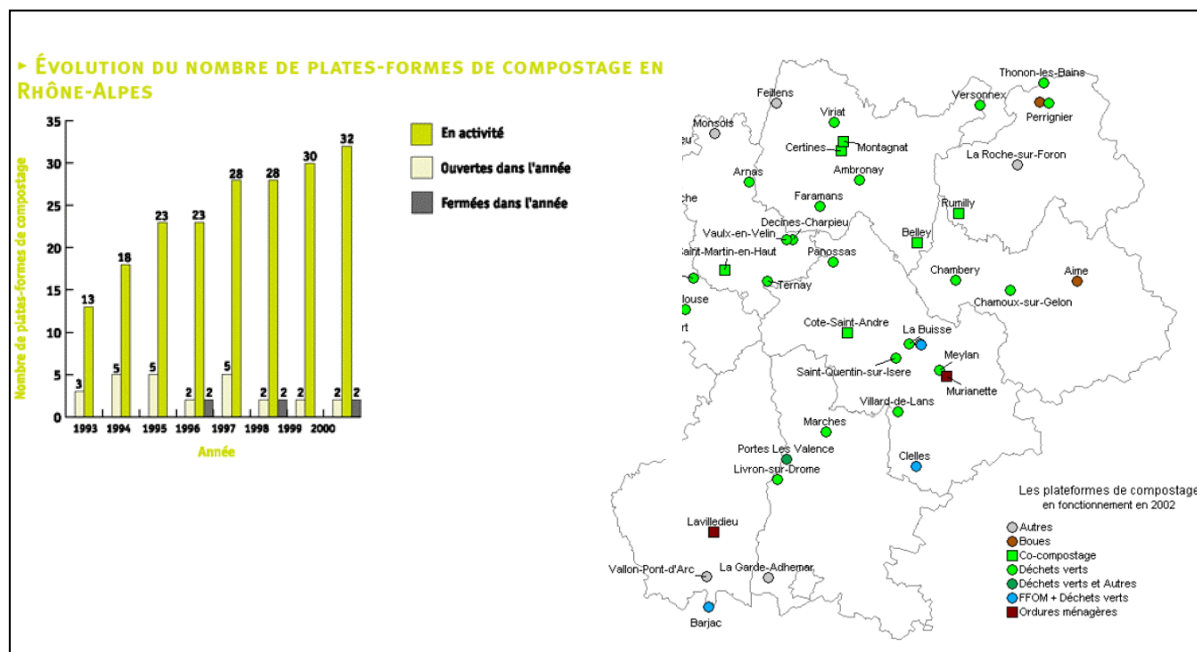 ► ÉVOLUTION DU NOMBRE DE PLATES-FORMES DE COMPOSTAGE EN
RHÔNE-ALPES
Nombre de plates-formes de compostage
35
30
25
20
15
10
5
0
3
13
5
18
5
23
2
2
23
5
28
2
2
28
2
30
2
2
32
1993
1994
1995
1996
1997
1998
1999
2000
Année
En activité
Ouvertes dans l'année
Fermées dans l'année
Thonon-les-Bains
Feillens
Versonnex
Viriat
Perrignier
Monsols
eu
Certines
Montagnat
La Roche-sur-Foron
Arnas
Ambronay
che
Faramans
Rumilly
Decines-Charpieu
Vaulx-en-Velin
Belley
Saint-Martin-en-Haut
Panossas
Chambery
Aime
Ternay
Chamoux-sur-Gelon
louse
rt
Cote-Saint-Andre
La Buisse
Meylan
Saint-Quentin-sur-Isere
Murianette
Villard-de-Lans
Marches
Portes Les Valence
Clelles
Livron-sur-Drome
Lavilledieu
Vallon-Pont-d'Arc
La Garde-Adhemar
Barjac
Les plateformes de compostage
en fonctionnement en 2002
Autres
Boues
Co-compostage
Déchets verts
Déchets verts et Autres
FFOM + Déchets verts
Ordures ménagères